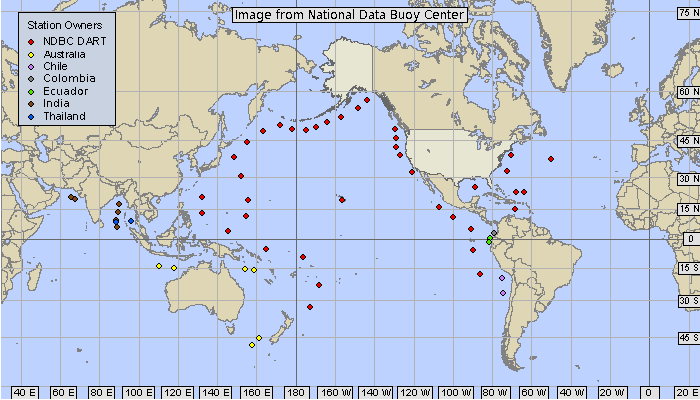 Image from National Data Buoy Center
Station Owners
NDBC DART
Australia
Chile
Colombia
Ecuador
India
Thailand
75 N
60 N
45 N
30 N
15 N
0
15 S
30 S
45 S
40 E 60 E 80 E 100 E 120 E 140 E 160 E 180 160 W 140 W 120 W 100 W 80 W 60 W 40 W 20 W 0 20 E